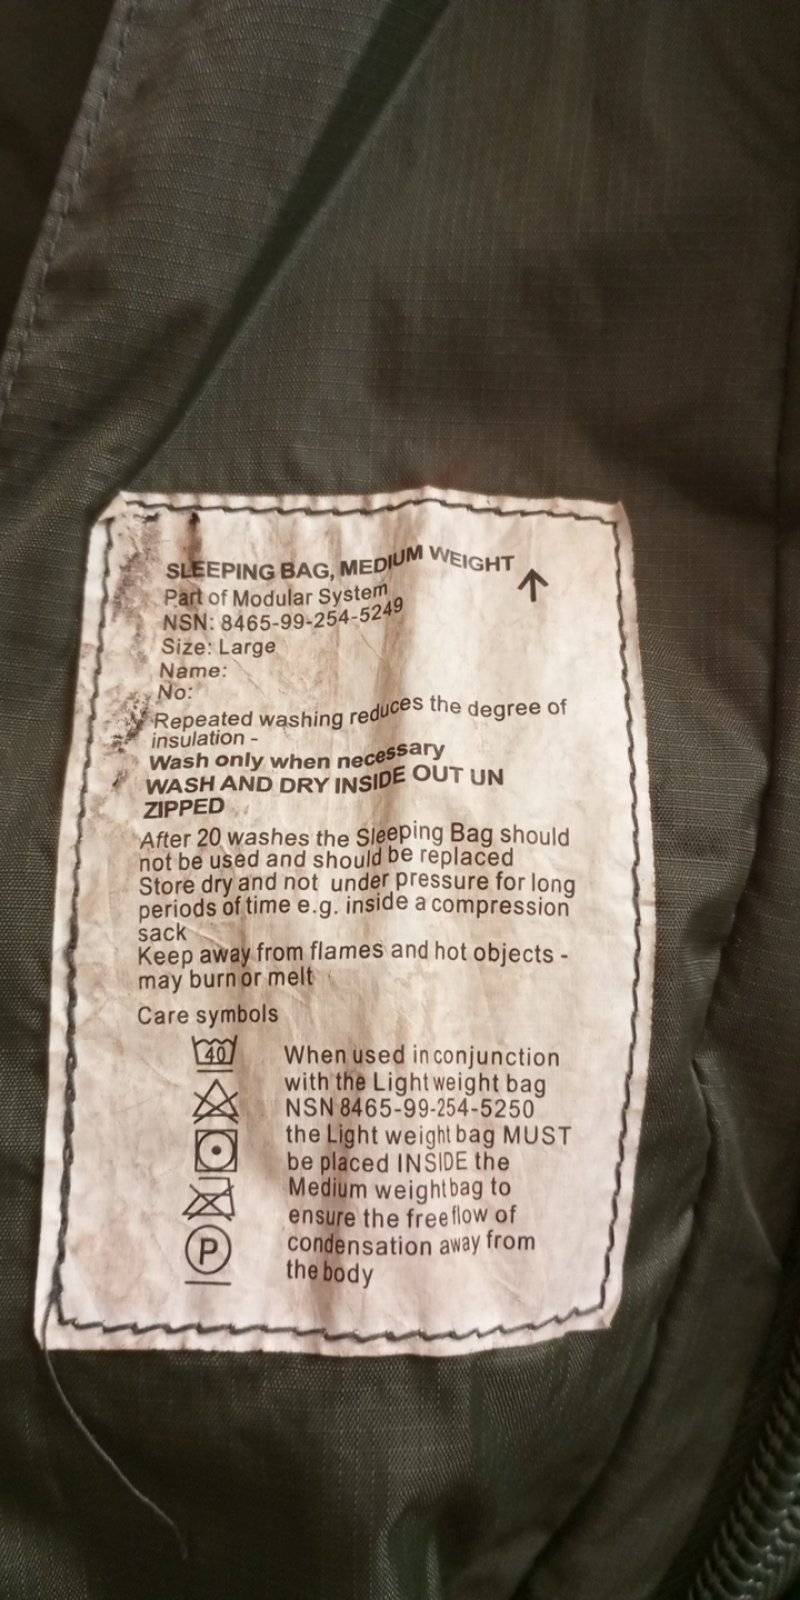 SLEEPING BAG, MEDIUM WEIGHT
Part of Modular System
NSN: 8465-99-254-5249
Size: Large
Name:
No:
Repeated washing reduces the degree of
insulation -
Wash only when necessary
WASH AND DRY INSIDE OUT UN
ZIPPED
After 20 washes the Sleeping Bag should
not be used and should be replaced
Store dry and not under pressure for long
periods of time e.g. inside a compression
sack
Keep away from flames and hot objects -
may burn or melt
Care symbols
40
P
When used in conjunction
with the Light weight bag
NSN 8465-99-254-5250
the Light weight bag MUST
be placed INSIDE the
Medium weight bag to
ensure the free flow of
condensation away from
the body